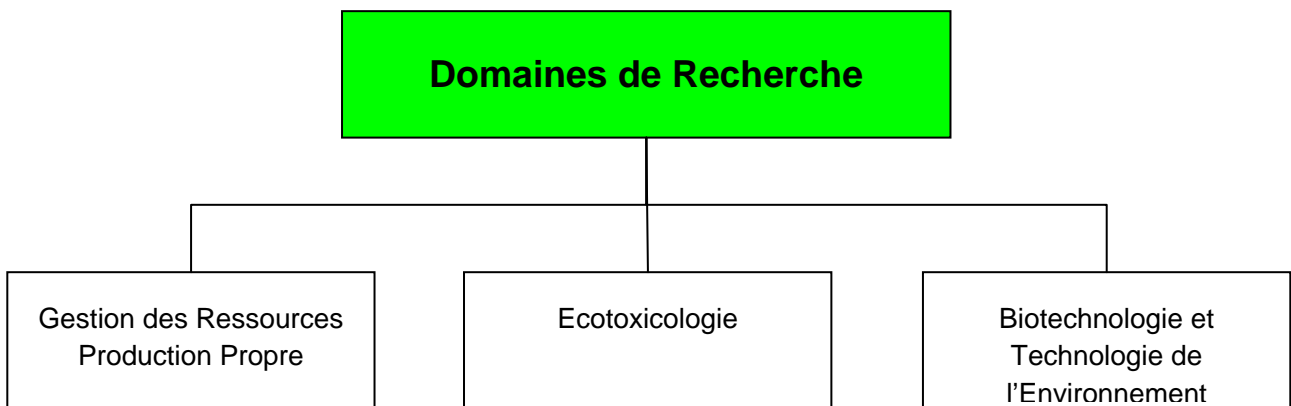 Domaines de Recherche
Gestion des Ressources
Production Propre
Ecotoxicologie
Biotechnologie et
Technologie de
l'Environnement